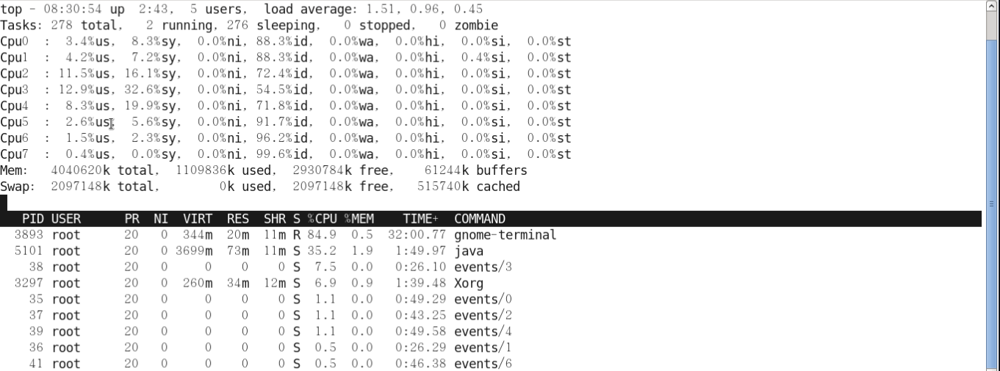 top - 08:30:54 up  2:43,  5 users,  load average: 1.51, 0.96, 0.45
Tasks: 278 total,   2 running, 276 sleeping,   0 stopped,   0 zombie
Cpu0  :  3.4%us,  8.3%sy,  0.0%ni, 88.3%id,  0.0%wa,  0.0%hi,  0.0%si,  0.0%st
Cpu1  :  4.2%us,  7.2%sy,  0.0%ni, 88.3%id,  0.0%wa,  0.0%hi,  0.4%si,  0.0%st
Cpu2  : 11.5%us, 16.1%sy,  0.0%ni, 72.4%id,  0.0%wa,  0.0%hi,  0.0%si,  0.0%st
Cpu3  : 12.9%us, 32.6%sy,  0.0%ni, 54.5%id,  0.0%wa,  0.0%hi,  0.0%si,  0.0%st
Cpu4  :  8.3%us, 19.9%sy,  0.0%ni, 71.8%id,  0.0%wa,  0.0%hi,  0.0%si,  0.0%st
Cpu5  :  2.6%us,  5.6%sy,  0.0%ni, 91.7%id,  0.0%wa,  0.0%hi,  0.0%si,  0.0%st
Cpu6  :  1.5%us,  2.3%sy,  0.0%ni, 96.2%id,  0.0%wa,  0.0%hi,  0.0%si,  0.0%st
Cpu7  :  0.4%us,  0.0%sy,  0.0%ni, 99.6%id,  0.0%wa,  0.0%hi,  0.0%si,  0.0%st
Mem:   4040620k total,  1109836k used,  2930784k free,    61244k buffers
Swap:  2097148k total,        0k used,  2097148k free,   515740k cached
PID USER      PR  NI  VIRT  RES  SHR S %CPU %MEM    TIME+  COMMAND
3893 root      20   0  344m  20m  11m R 84.9  0.5  32:00.77 gnome-terminal
5101 root      20   0 3699m  73m  11m S 35.2  1.9   1:49.97 java
38 root      20   0     0    0    0 S  7.5  0.0   0:26.10 events/3
3297 root      20   0  260m  34m  12m S  6.9  0.9   1:39.48 Xorg
35 root      20   0     0    0    0 S  1.1  0.0   0:49.29 events/0
37 root      20   0     0    0    0 S  1.1  0.0   0:43.25 events/2
39 root      20   0     0    0    0 S  1.1  0.0   0:49.58 events/4
36 root      20   0     0    0    0 S  0.5  0.0   0:26.29 events/1
41 root      20   0     0    0    0 S  0.5  0.0   0:46.38 events/6